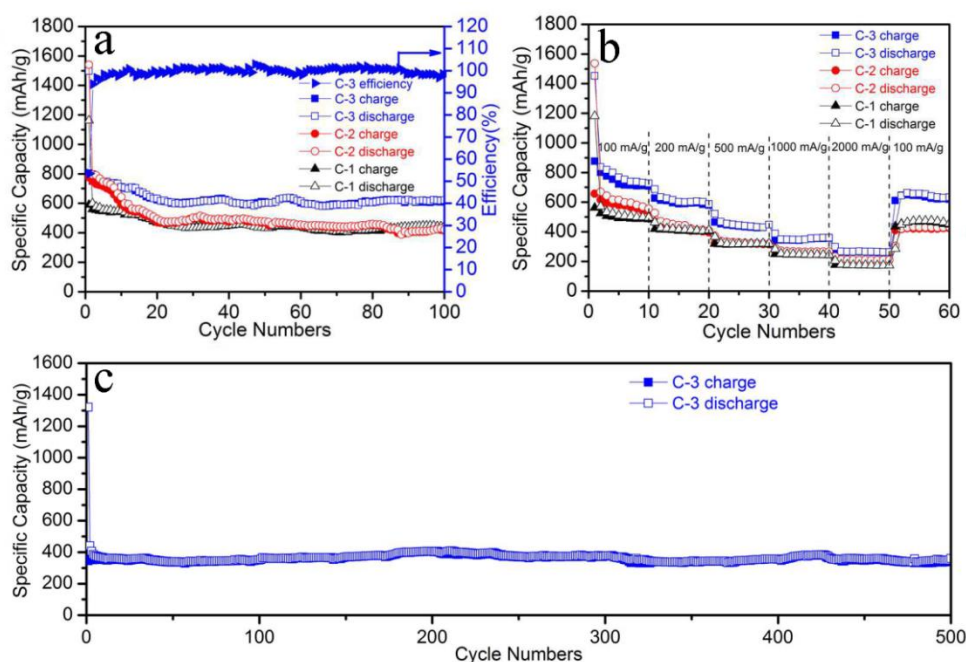 a
1800
1600
1400
1200
1000
800
600
400
200
0
Specific Capacity (mAh/g)
0 20 40 60 80 100
Cycle Numbers
120
110
100
90
80
70
60
50
40
30
20
10
0
Efficiency(%)
C-3 efficiency
C-3 charge
C-3 discharge
C-2 charge
C-2 discharge
C-1 charge
C-1 discharge
b
1800
1600
1400
1200
1000
800
600
400
200
0
Specific Capacity (mAh/g)
C-3 charge
C-3 discharge
C-2 charge
C-2 discharge
C-1 charge
C-1 discharge
100 mA/g 200 mA/g 500 mA/g 1000 mA/g 2000 mA/g 100 mA/g
0 10 20 30 40 50 60
Cycle Numbers
c
1600
1400
1200
1000
800
600
400
200
0
Specific Capacity (mAh/g)
C-3 charge
C-3 discharge
0 100 200 300 400 500
Cycle Numbers